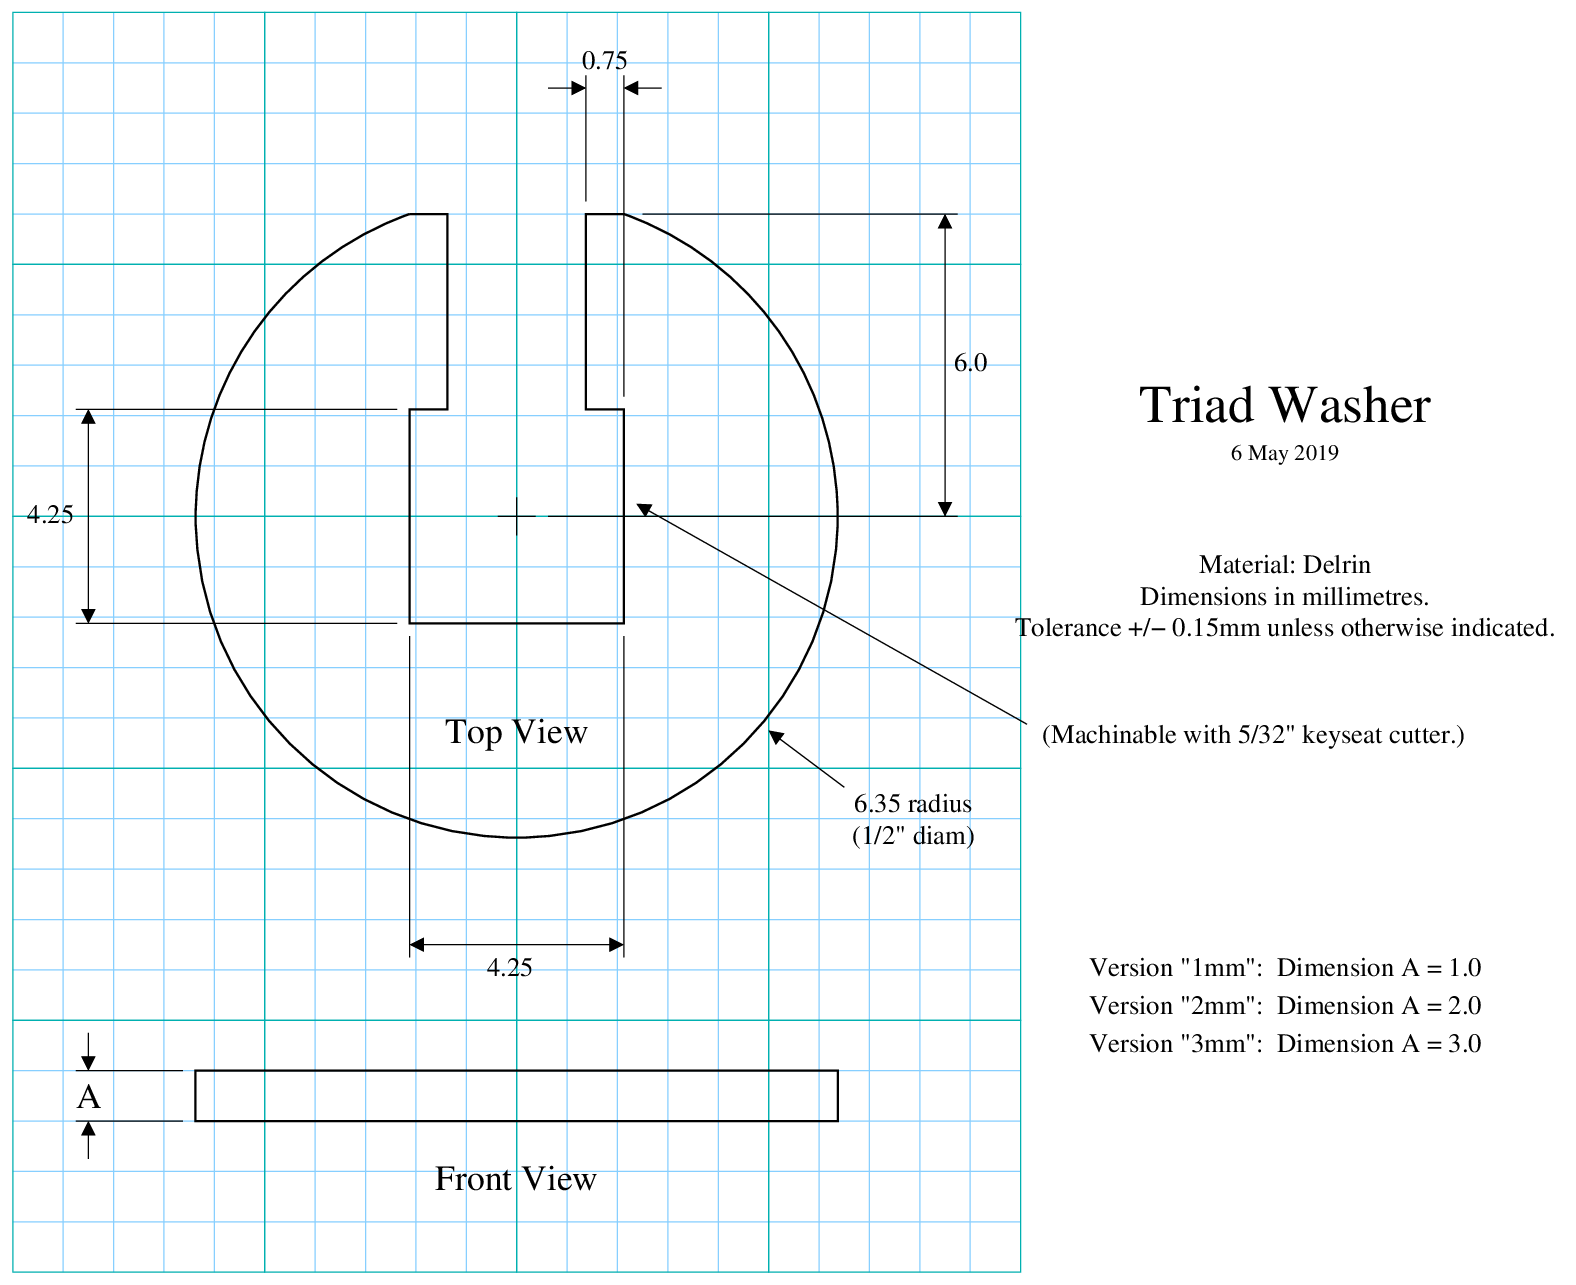 0.75
6.0
4.25
Triad Washer
6 May 2019
Material: Delrin
Dimensions in millimetres.
Tolerance +/− 0.15mm unless otherwise indicated.
Top View
(Machinable with 5/32" keyseat cutter.)
6.35 radius
(1/2" diam)
4.25
Version "1mm":  Dimension A = 1.0
Version "2mm":  Dimension A = 2.0
Version "3mm":  Dimension A = 3.0
A
Front View